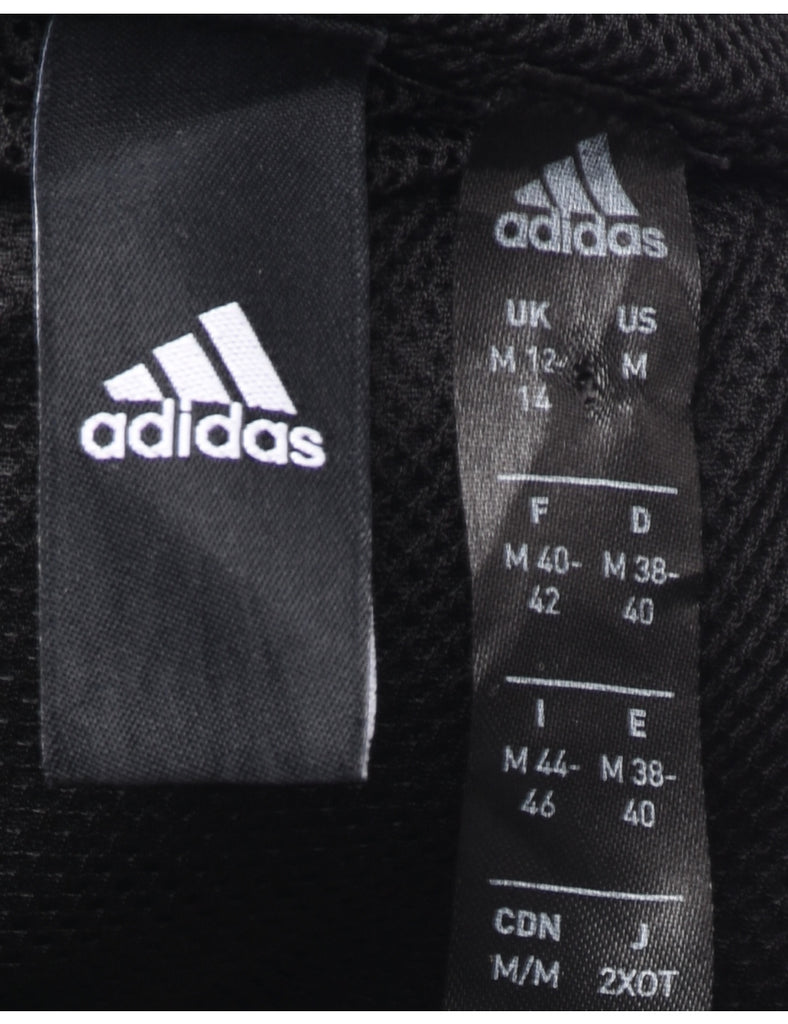 adidas
adidas
UK US
M 12- M
14
F D
M 40- M 38-
42 40
I E
M 44- M 38-
46 40
CDN J
M/M 2XOT